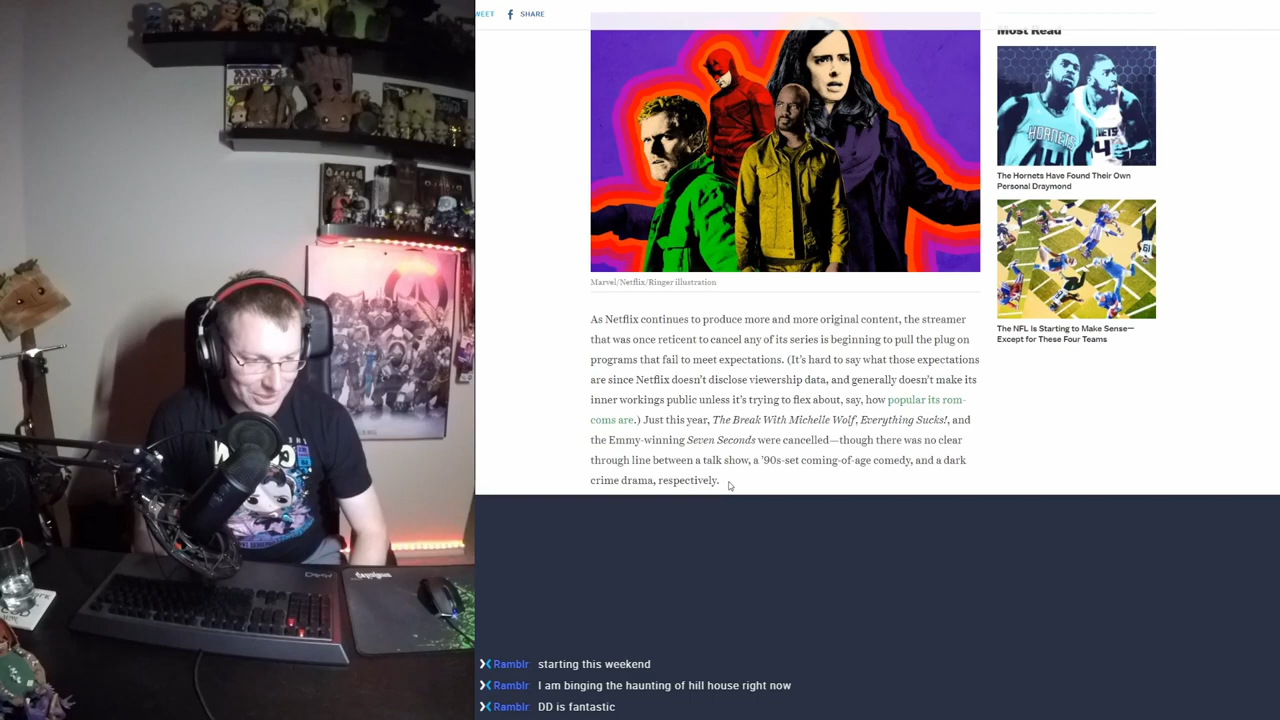 WEET
SHARE
Most Read
HORNETS
NETS
The Hornets Have Found Their Own
Personal Draymond
The NFL Is Starting to Make Sense—
Except for These Four Teams
Marvel/Netflix/Ringer illustration
As Netflix continues to produce more and more original content, the streamer
that was once reticent to cancel any of its series is beginning to pull the plug on
programs that fail to meet expectations. (It's hard to say what those expectations
are since Netflix doesn't disclose viewership data, and generally doesn't make its
inner workings public unless it's trying to flex about, say, how popular its rom-
coms are.) Just this year, The Break With Michelle Wolf, Everything Sucks!, and
the Emmy-winning Seven Seconds were cancelled—though there was no clear
through line between a talk show, a '90s-set coming-of-age comedy, and a dark
crime drama, respectively.
Ramblr: starting this weekend
Ramblr: I am binging the haunting of hill house right now
Ramblr: DD is fantastic